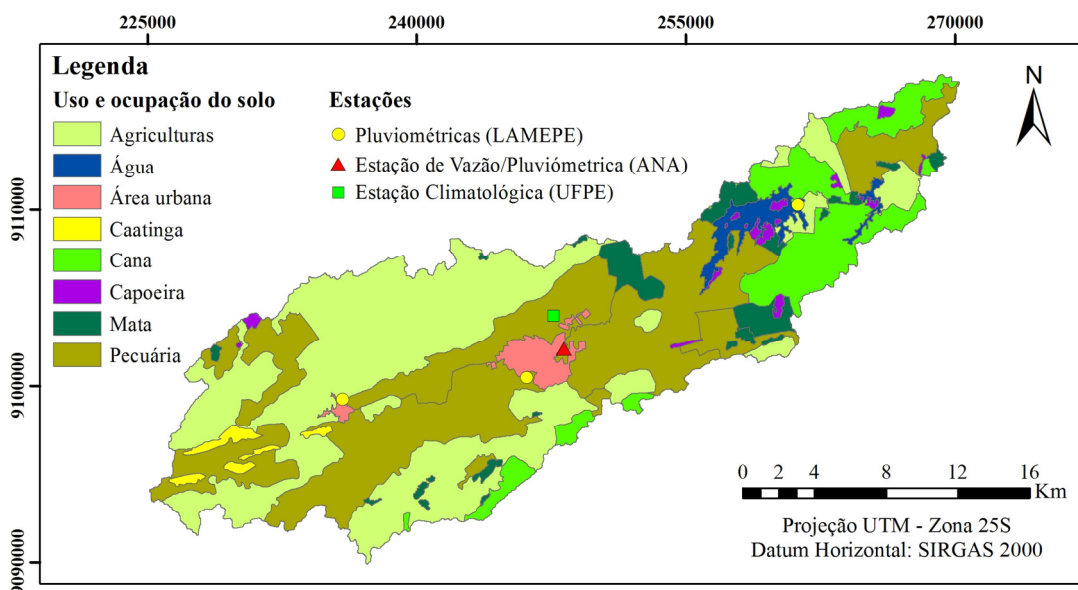 225000 240000 255000 270000
Legenda
Uso e ocupação do solo
Agriculturas
Água
Área urbana
Caatinga
Cana
Capoeira
Mata
Pecuária
Estações
Pluviométricas (LAMEPE)
Estação de Vazão/Pluviómetrica (ANA)
Estação Climatológica (UFPE)
N
9110000
9100000
9090000
0 2 4 8 12 16
Km
Projeção UTM - Zona 25S
Datum Horizontal: SIRGAS 2000